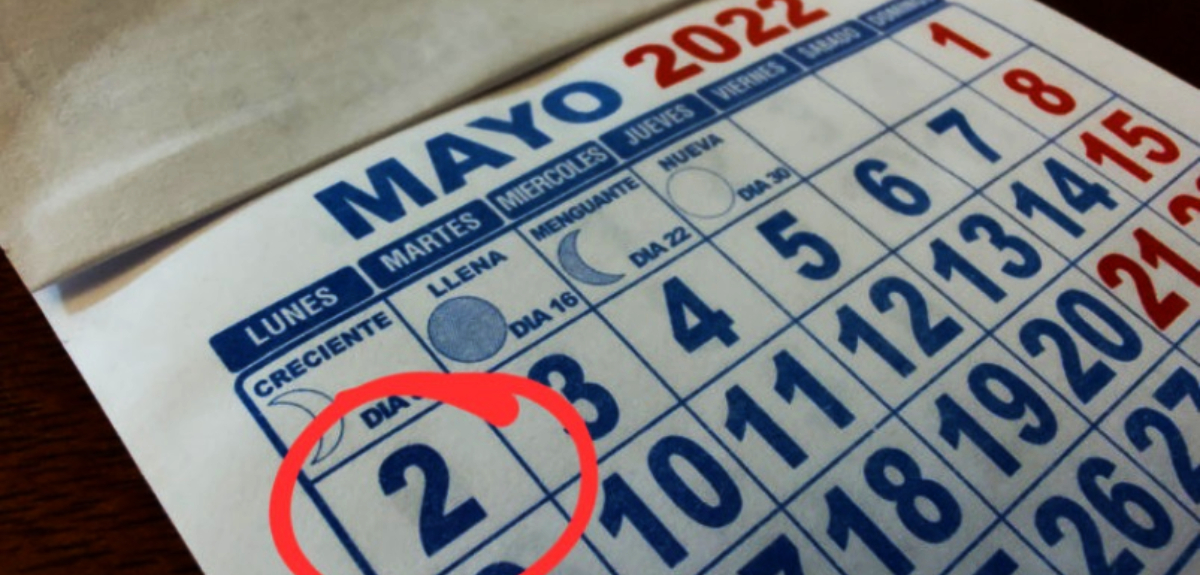 MAYO 2022
LUNES MARTES MIERCOLES JUEVES VIERNES SABADO DOMINGO
CRECIENTE LLENA MENGUANTE NUEVA 1
DIA DIA 16 DIA 22 DIA 30
2 3 4 5 6 7 8
10 11 12 13 14 15
18 19 20 21
26 27